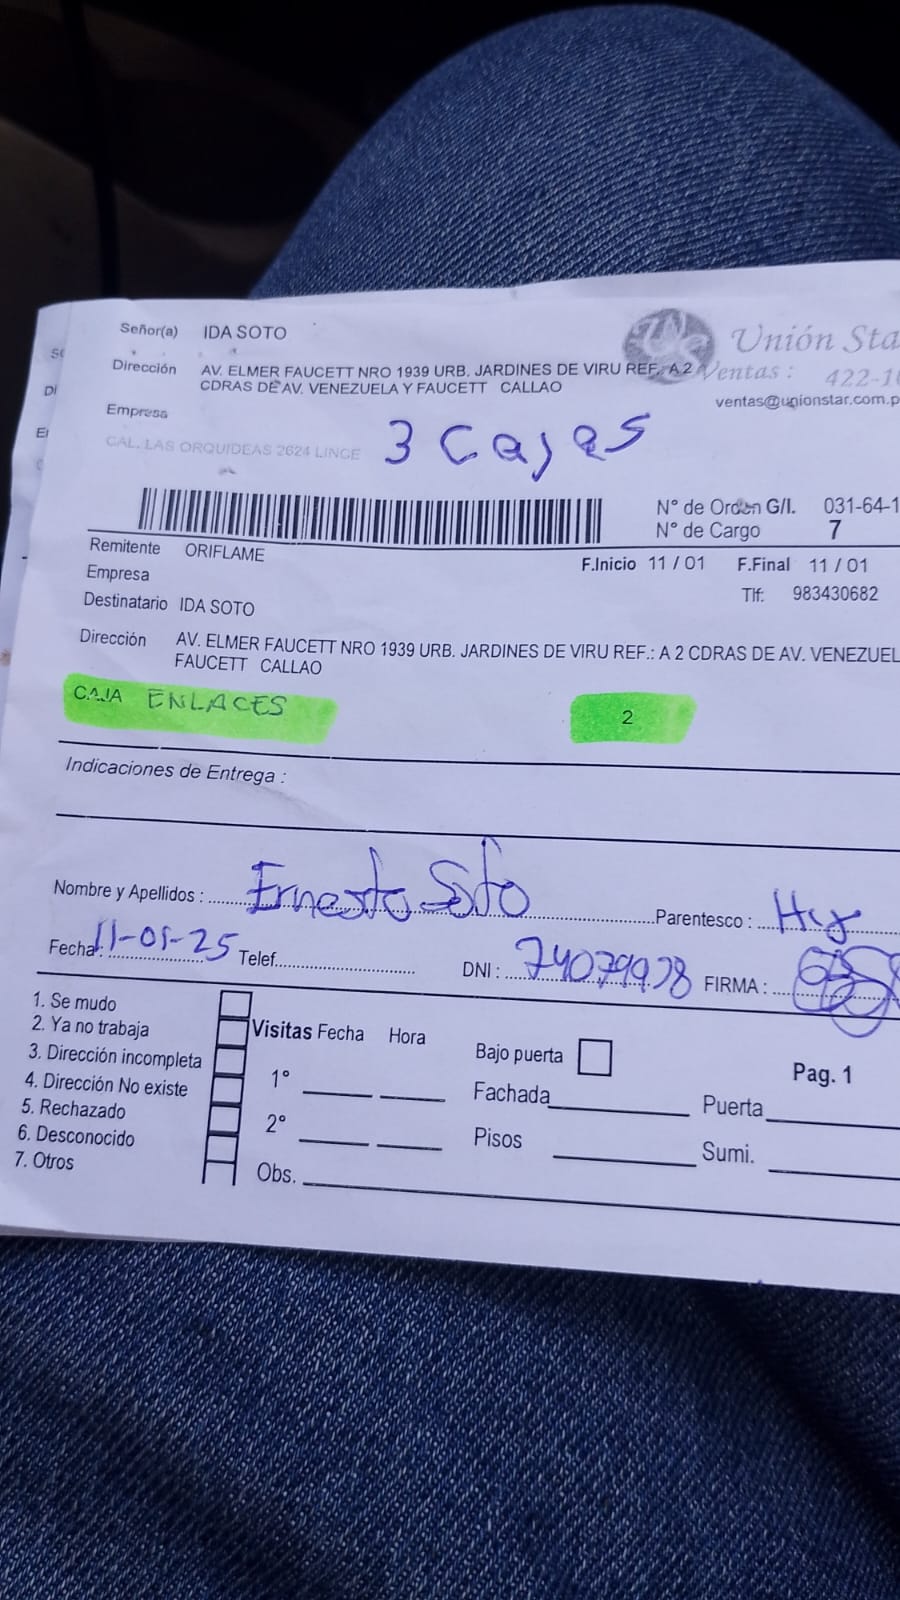 Señor(a) IDA SOTO
Unión Sta
Dirección AV. ELMER FAUCETT NRO 1939 URB. JARDINES DE VIRU REF.: A 2
CDRAS DE AV. VENEZUELA Y FAUCETT CALLAO
Ventas : 422-1
ventas@unionstar.com.p
Empresa
CAL. LAS ORQUIDEAS 2624 LINCE
3 Cajas
N° de Orden G/I. 031-64-1
N° de Cargo 7
Remitente ORIFLAME
F.Inicio 11 / 01 F.Final 11 / 01
Empresa
Tlf: 983430682
Destinatario IDA SOTO
Dirección AV. ELMER FAUCETT NRO 1939 URB. JARDINES DE VIRU REF.: A 2 CDRAS DE AV. VENEZUEL
FAUCETT CALLAO
CAJA ENLACES 2
Indicaciones de Entrega :
Nombre y Apellidos : Ernesto Soto Parentesco :
Fecha: 11-01-25 Telef. DNI : FIRMA :
1. Se mudo
2. Ya no trabaja
3. Dirección incompleta
4. Dirección No existe
5. Rechazado
6. Desconocido
7. Otros
Visitas Fecha Hora
1°
2°
Obs.
Bajo puerta
Fachada
Pisos
Pag. 1
Puerta
Sumi.